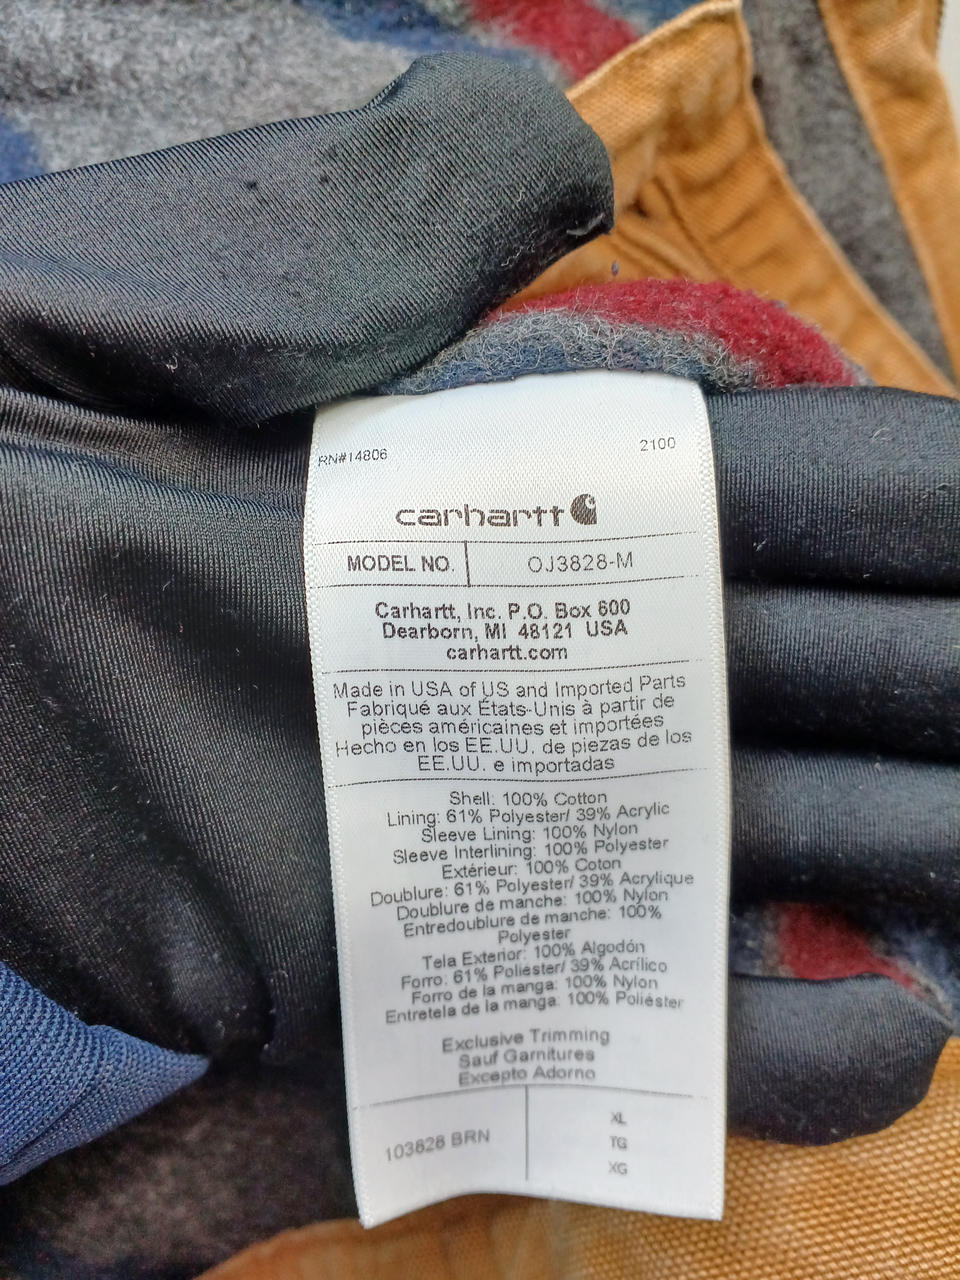 RN#14806 2100
carhartt
MODEL NO. OJ3828-M
Carhartt, Inc. P.O. Box 600
Dearborn, MI 48121 USA
carhartt.com
Made in USA of US and Imported Parts
Fabriqué aux États-Unis à partir de
pièces américaines et importées
Hecho en los EE.UU. de piezas de los
EE.UU. e importadas
Shell: 100% Cotton
Lining: 61% Polyester/ 39% Acrylic
Sleeve Lining: 100% Nylon
Sleeve Interlining: 100% Polyester
Extérieur: 100% Coton
Doublure: 61% Polyester/ 39% Acrylique
Doublure de manche: 100% Nylon
Entredoublure de manche: 100%
Polyester
Tela Exterior: 100% Algodón
Forro: 61% Poliéster/ 39% Acrílico
Forro de la manga: 100% Nylon
Entretela de la manga: 100% Poliéster
Exclusive Trimming
Sauf Garnitures
Excepto Adorno
103828 BRN
XL
TG
XG